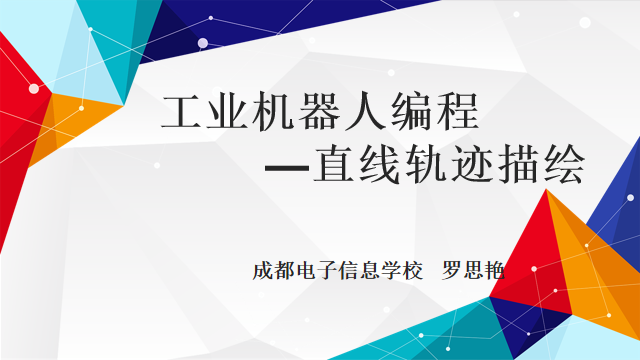 工业机器人编程
—直线轨迹描绘
成都电子信息学校 罗思艳